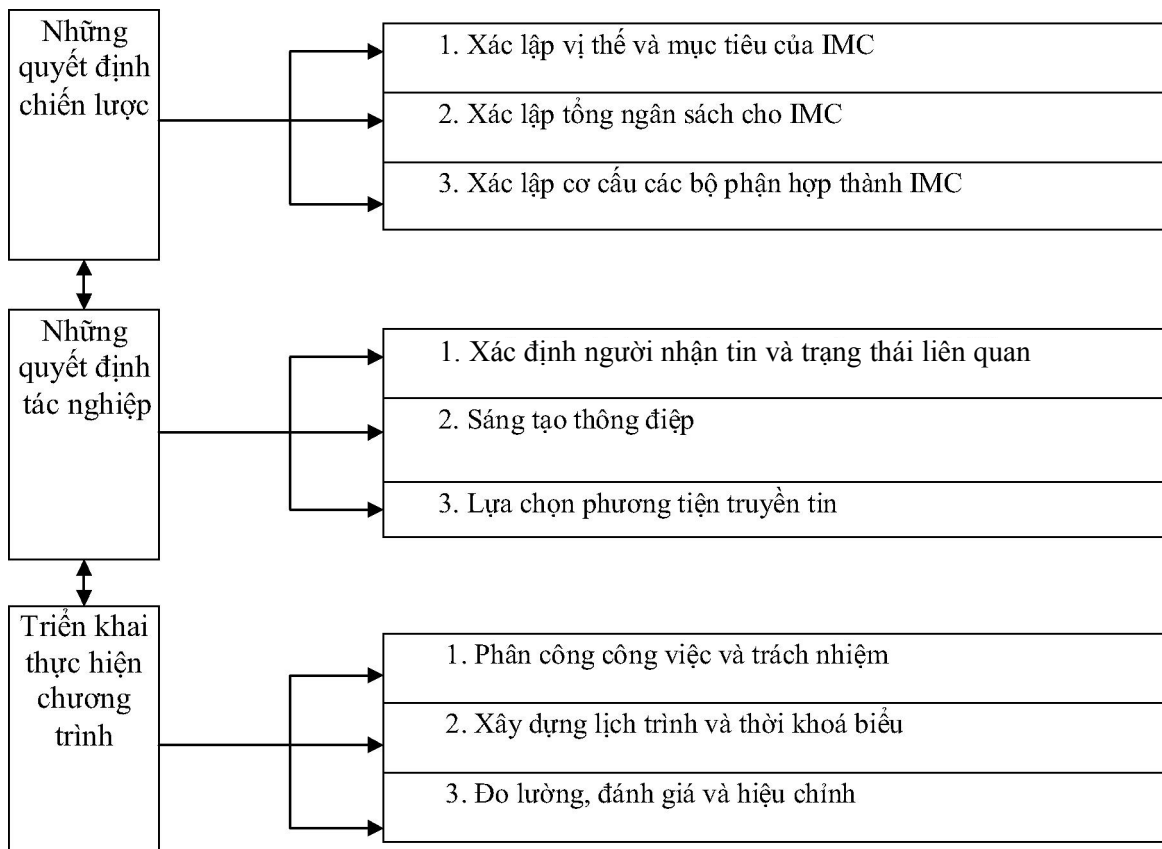 Những
quyết định
chiến lược
1. Xác lập vị thế và mục tiêu của IMC
2. Xác lập tổng ngân sách cho IMC
3. Xác lập cơ cấu các bộ phận hợp thành IMC
Những
quyết định
tác nghiệp
1. Xác định người nhận tin và trạng thái liên quan
2. Sáng tạo thông điệp
3. Lựa chọn phương tiện truyền tin
Triển khai
thực hiện
chương
trình
1. Phân công công việc và trách nhiệm
2. Xây dựng lịch trình và thời khoá biểu
3. Đo lường, đánh giá và hiệu chỉnh